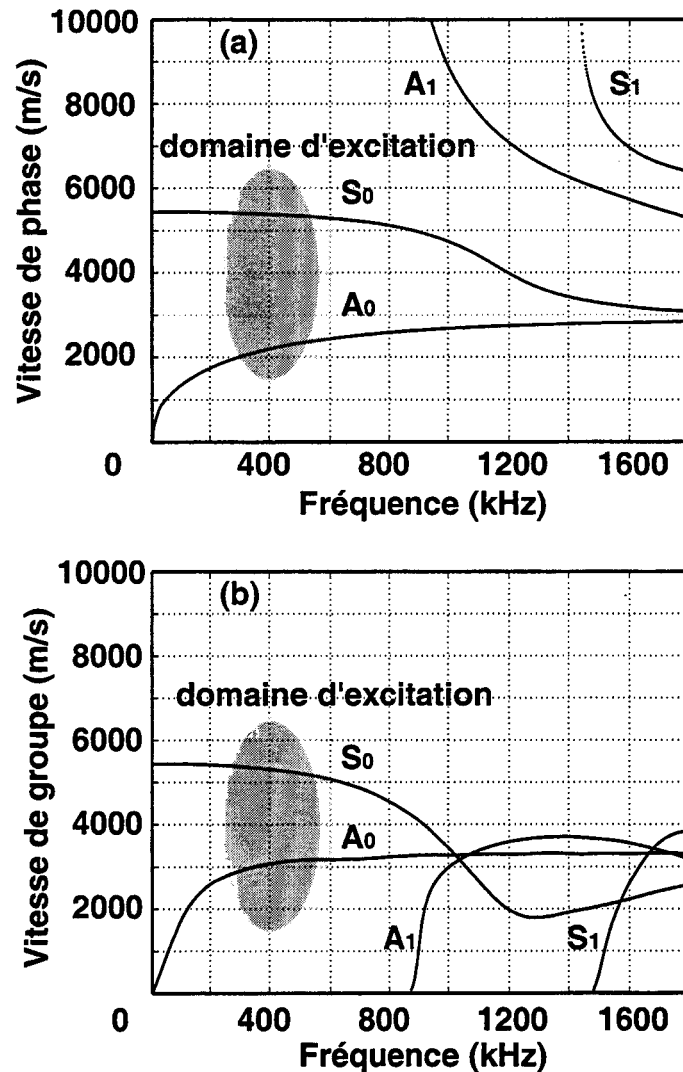 10000
(a)
A1
S1
8000
domaine d'excitation
6000
S0
4000
A0
2000
0
400
800
1200
1600
Vitesse de phase (m/s)
Fréquence (kHz)
10000
(b)
8000
domaine d'excitation
6000
S0
4000
A0
2000
A1
S1
0
400
800
1200
1600
Vitesse de groupe (m/s)
Fréquence (kHz)